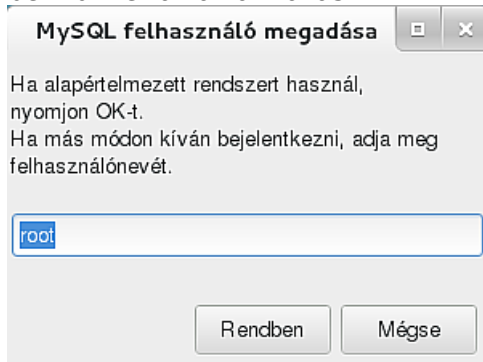 MySQL felhasználó megadása
Ha alapértelmezett rendszert használ,
nyomjon OK-t.
Ha más módon kíván bejelentkezni, adja meg
felhasználónevét.
root
Rendben
Mégse